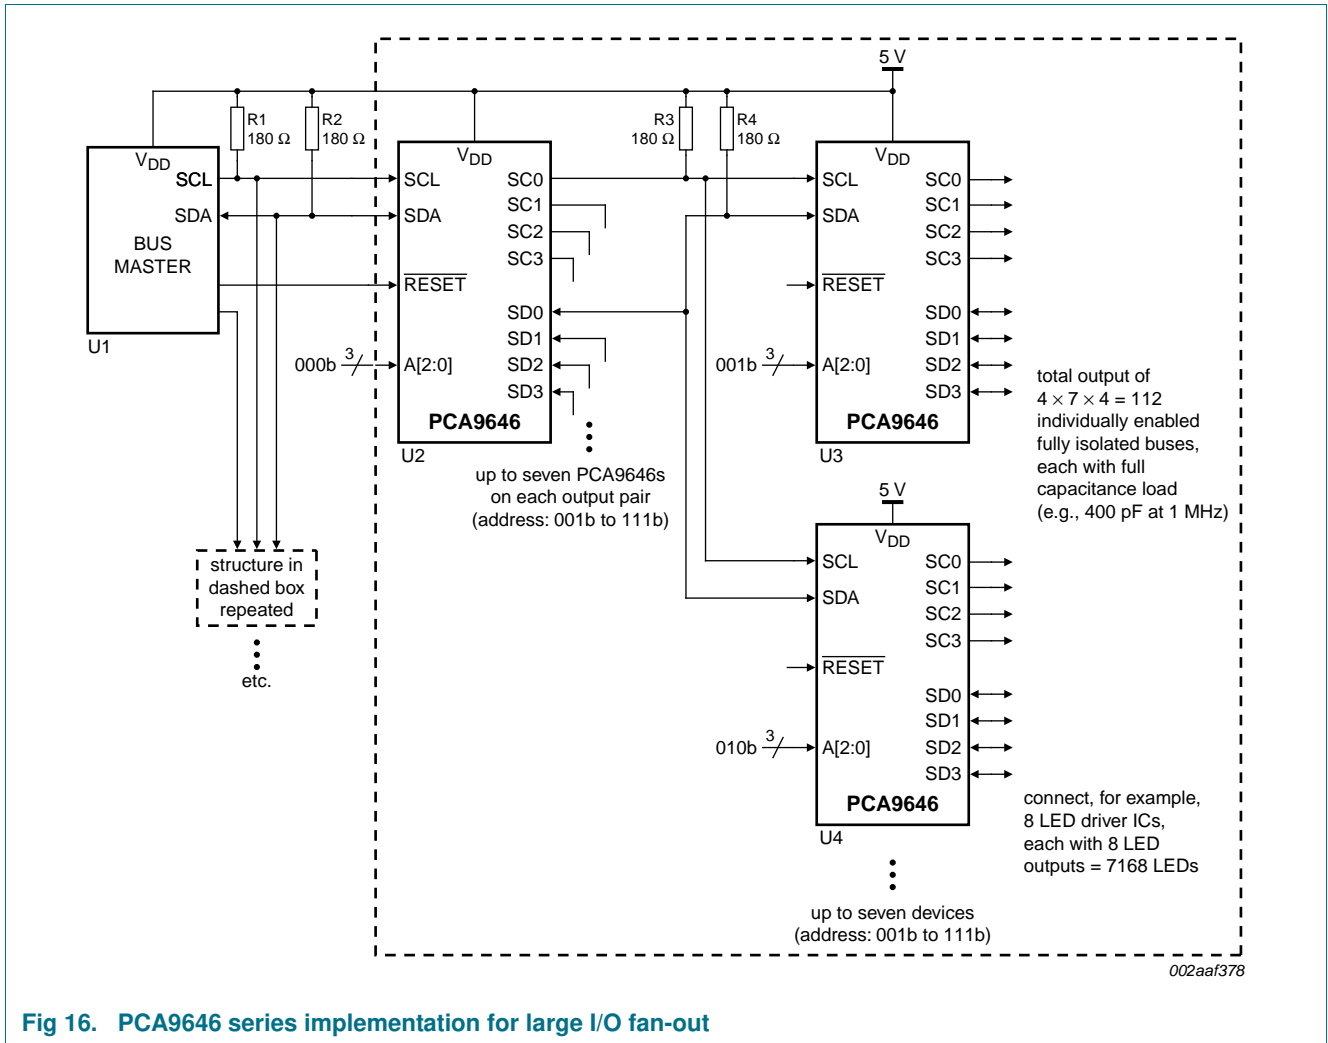 5 V
R1
180 Ω
R2
180 Ω
R3
180 Ω
R4
180 Ω
VDD
SCL
SDA
BUS
MASTER
U1
VDD
SCL
SDA
RESET
000b
3
A[2:0]
SC0
SC1
SC2
SC3
SD0
SD1
SD2
SD3
PCA9646
U2
up to seven PCA9646s
on each output pair
(address: 001b to 111b)
VDD
SCL
SDA
RESET
001b
3
A[2:0]
SC0
SC1
SC2
SC3
SD0
SD1
SD2
SD3
PCA9646
U3
total output of
4 × 7 × 4 = 112
individually enabled
fully isolated buses,
each with full
capacitance load
(e.g., 400 pF at 1 MHz)
structure in
dashed box
repeated
etc.
5 V
VDD
SCL
SDA
RESET
010b
3
A[2:0]
SC0
SC1
SC2
SC3
SD0
SD1
SD2
SD3
PCA9646
U4
connect, for example,
8 LED driver ICs,
each with 8 LED
outputs = 7168 LEDs
up to seven devices
(address: 001b to 111b)
002aaf378
Fig 16. PCA9646 series implementation for large I/O fan-out